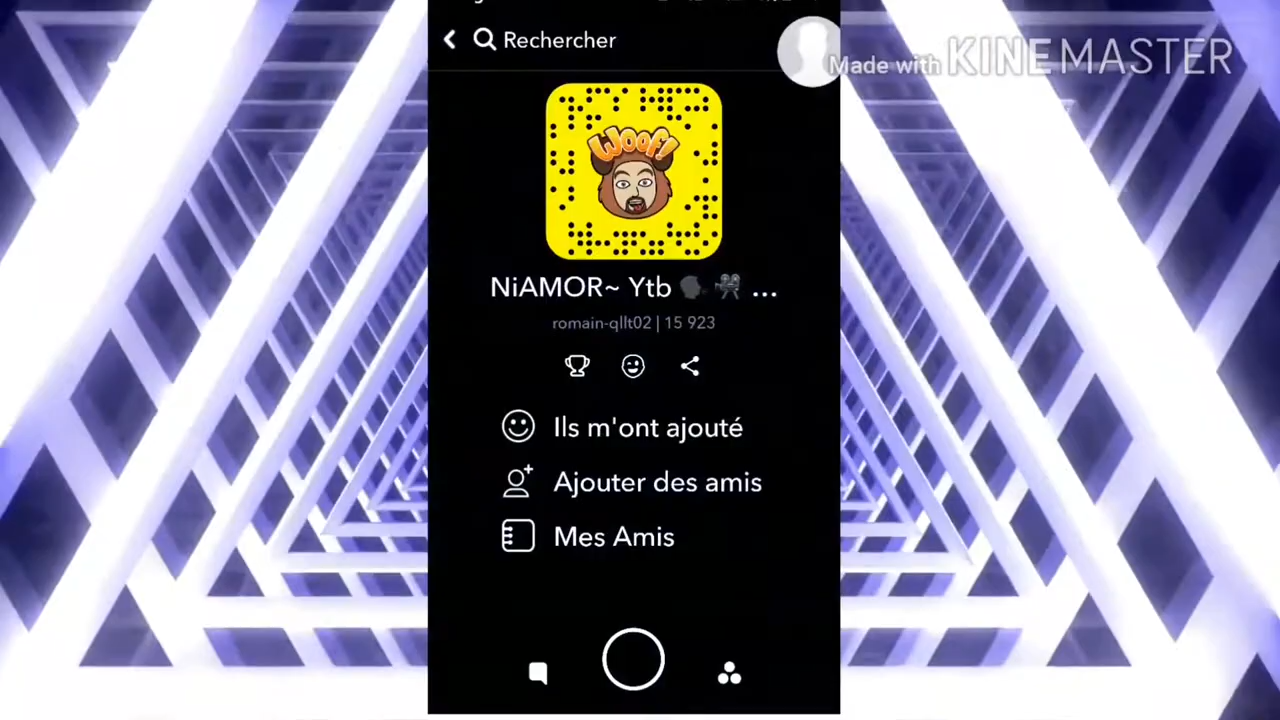 Rechercher
Made with KINEMASTER
WOOF!
NiAMOR~ Ytb 🗣🎥 ...
romain-qllt02 | 15 923
Ils m'ont ajouté
Ajouter des amis
Mes Amis